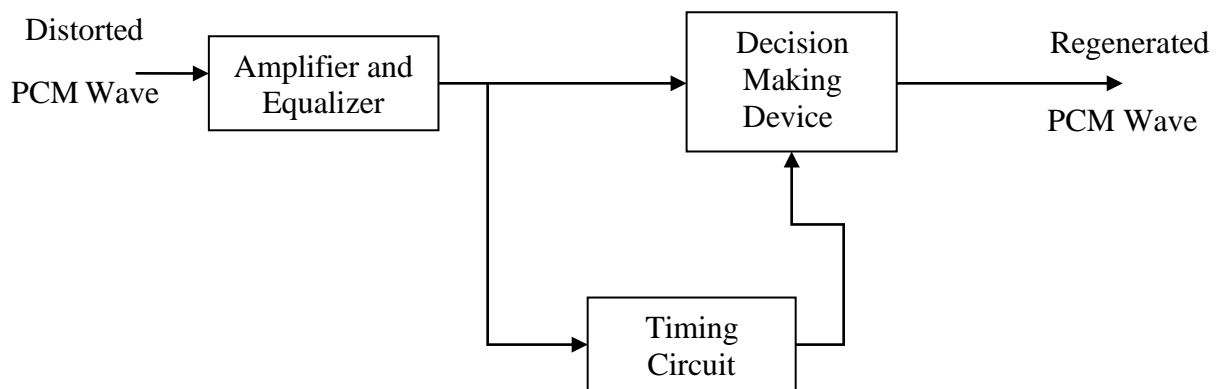 Distorted
PCM Wave
Amplifier and
Equalizer
Decision
Making
Device
Regenerated
PCM Wave
Timing
Circuit